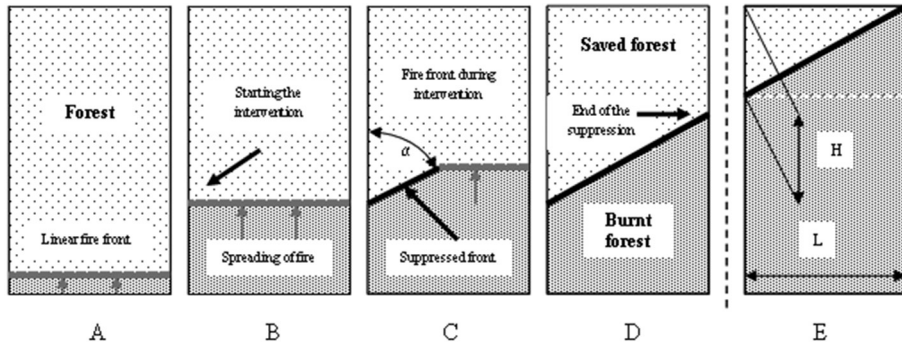 Forest
Linear fire front
A
Starting the
intervention
Spreading of fire
B
Fire front during
intervention
α
Suppressed front
C
Saved forest
End of the
suppression
Burnt
forest
D
H
L
E